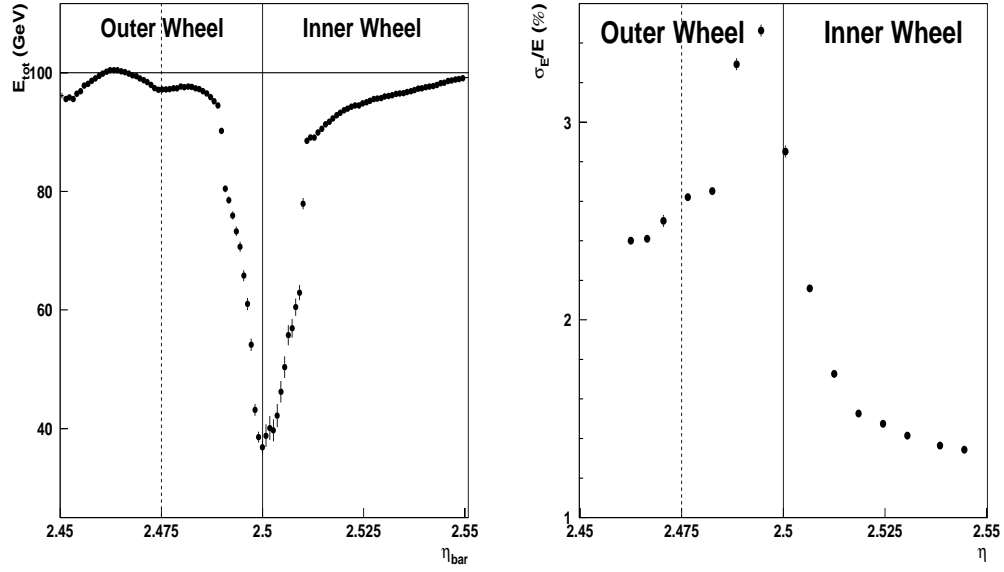 Outer Wheel
Inner Wheel
E_tot (GeV)
100
80
60
40
2.45
2.475
2.5
2.525
2.55
η_bar
Outer Wheel
Inner Wheel
σ_E/E (%)
3
2
1
2.45
2.475
2.5
2.525
2.55
η